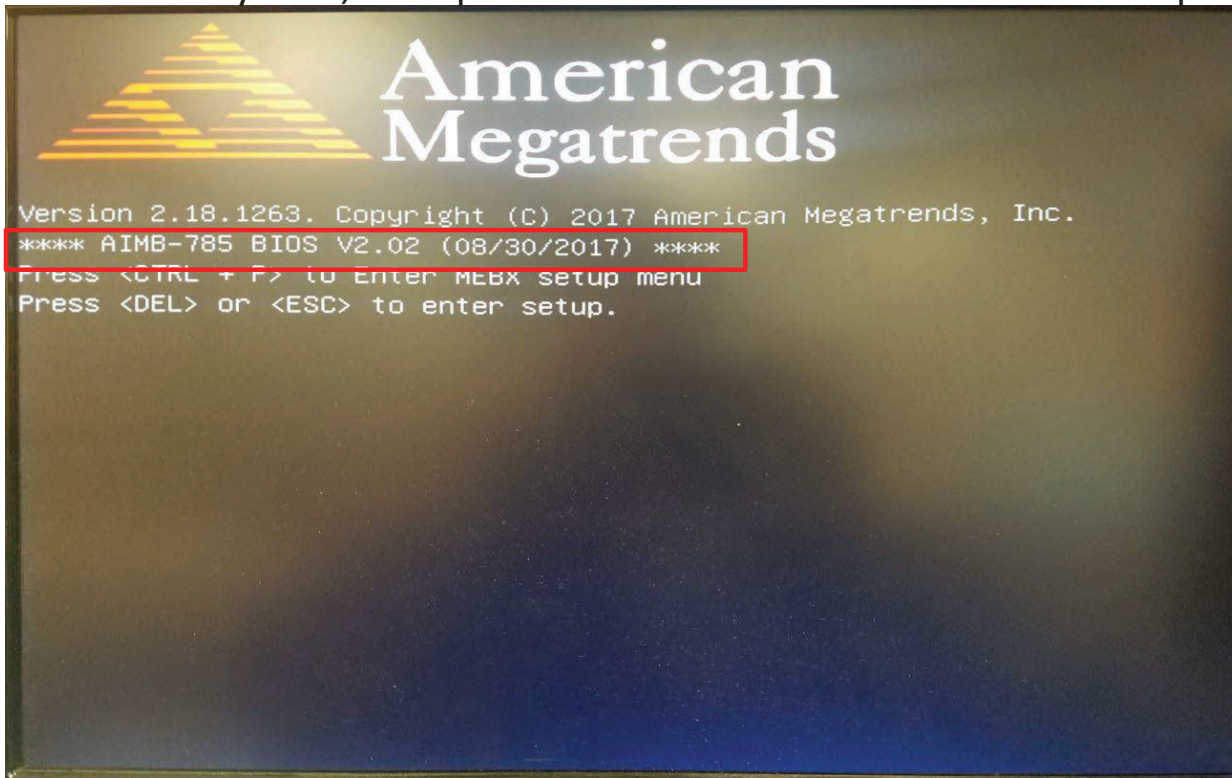 American
Megatrends
Version 2.18.1263. Copyright (C) 2017 American Megatrends, Inc.
**** AIMB-785 BIOS V2.02 (08/30/2017) ****
Press <CTRL + P> to Enter MEBX setup menu
Press <DEL> or <ESC> to enter setup.